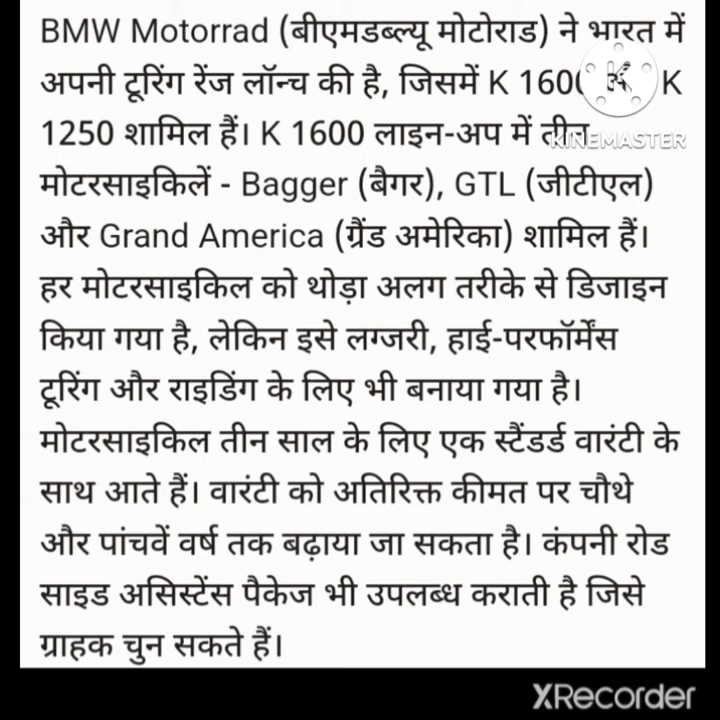 BMW Motorrad (बीएमडब्ल्यू मोटोराड) ने भारत में
अपनी टूरिंग रेंज लॉन्च की है, जिसमें K 1600 K
1250 शामिल हैं। K 1600 लाइन-अप में तीन
KINEMASTER
मोटरसाइकिलें - Bagger (बैगर), GTL (जीटीएल)
और Grand America (ग्रैंड अमेरिका) शामिल हैं।
हर मोटरसाइकिल को थोड़ा अलग तरीके से डिजाइन
किया गया है, लेकिन इसे लग्जरी, हाई-परफॉर्मेंस
टूरिंग और राइडिंग के लिए भी बनाया गया है।
मोटरसाइकिल तीन साल के लिए एक स्टैंडर्ड वारंटी के
साथ आते हैं। वारंटी को अतिरिक्त कीमत पर चौथे
और पांचवें वर्ष तक बढ़ाया जा सकता है। कंपनी रोड
साइड असिस्टेंस पैकेज भी उपलब्ध कराती है जिसे
ग्राहक चुन सकते हैं।
XRecorder